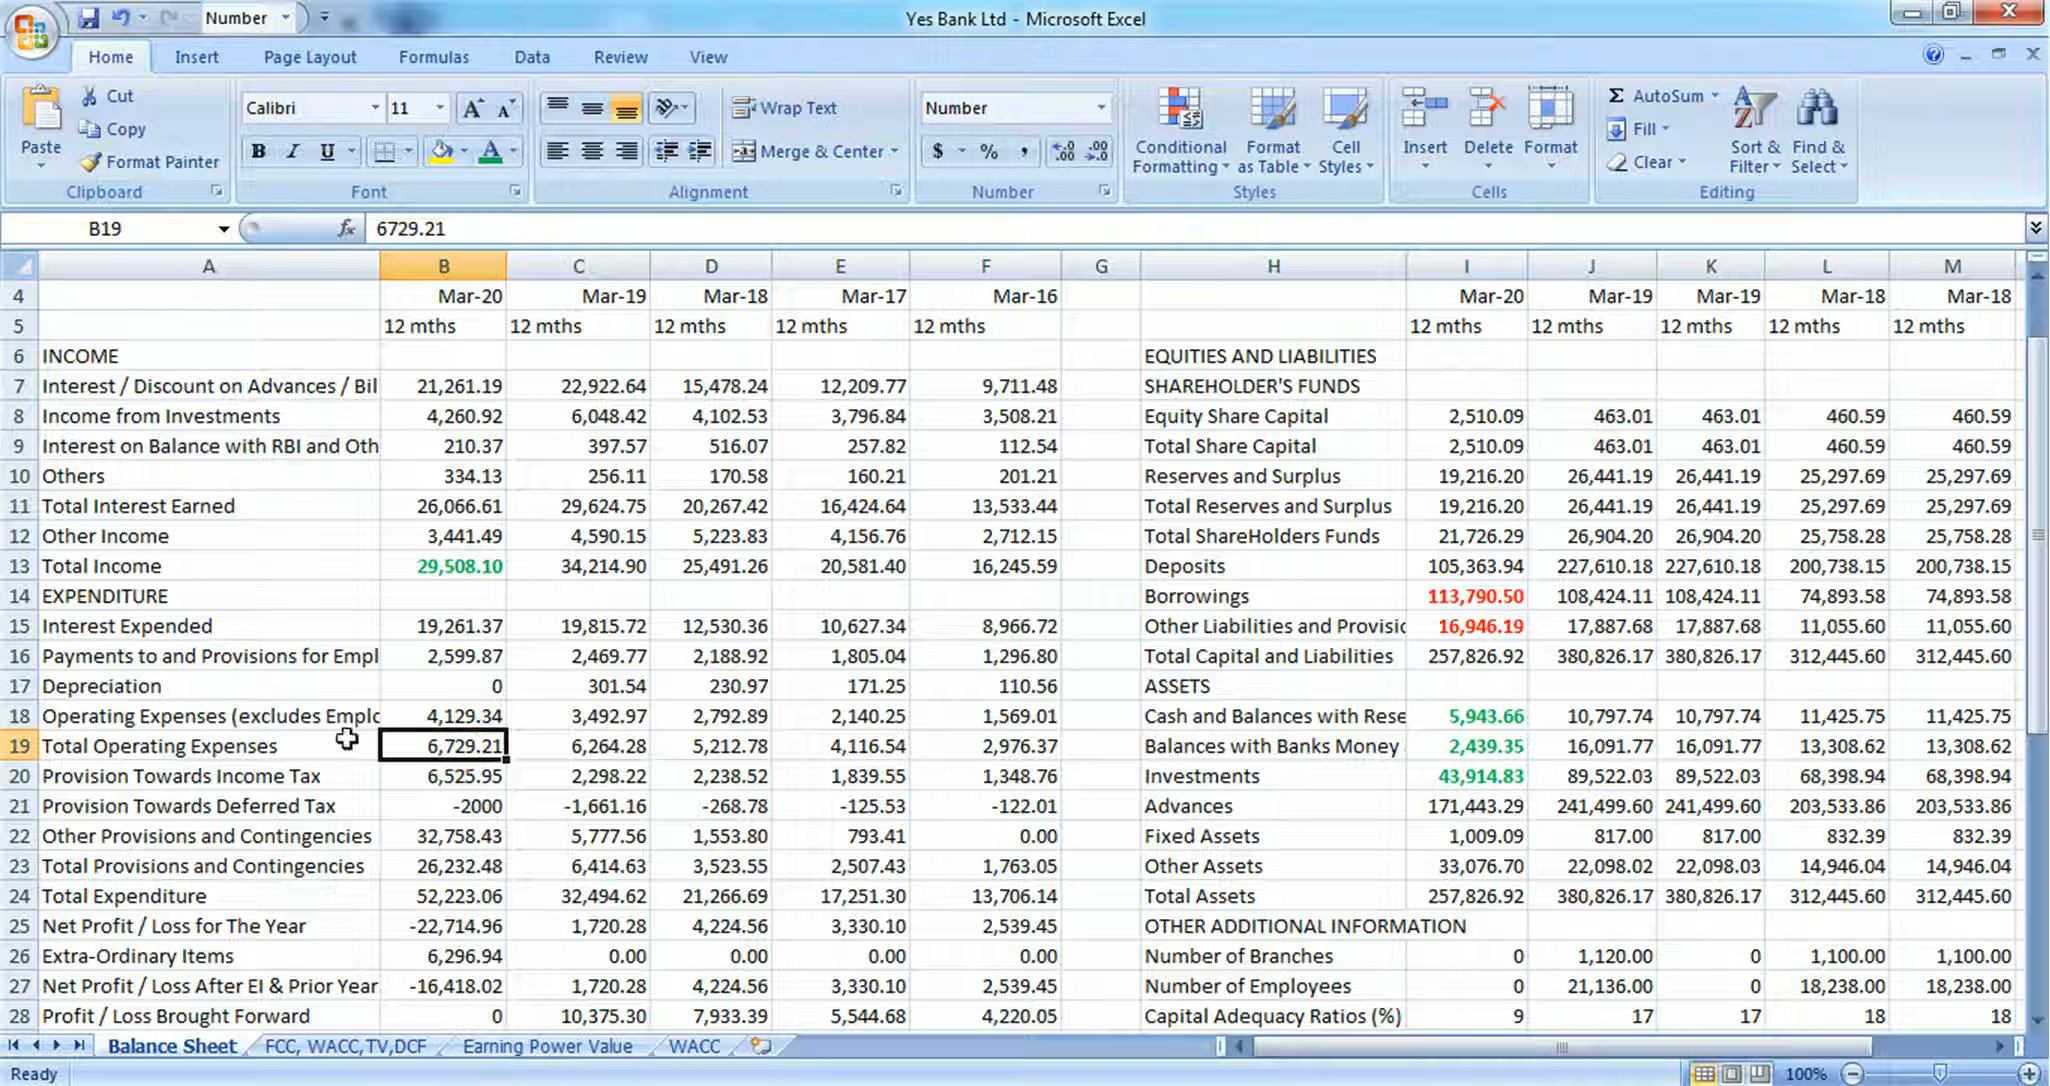 Number
Yes Bank Ltd - Microsoft Excel
Home Insert Page Layout Formulas Data Review View
Paste Cut Copy Format Painter
Calibri 11
Wrap Text
Merge & Center
Number
Conditional Formatting Format as Table Cell Styles
Insert Delete Format
Σ AutoSum
Fill
Clear
Sort & Filter Find & Select
Clipboard Font Alignment Number Styles Cells Editing
B19 fx 6729.21
A B C D E F G H I J K L M
4 Mar-20 Mar-19 Mar-18 Mar-17 Mar-16 Mar-20 Mar-19 Mar-19 Mar-18 Mar-18
5 12 mths 12 mths 12 mths 12 mths 12 mths 12 mths 12 mths 12 mths 12 mths 12 mths
6 INCOME EQUITIES AND LIABILITIES
7 Interest / Discount on Advances / Bil 21,261.19 22,922.64 15,478.24 12,209.77 9,711.48 SHAREHOLDER'S FUNDS
8 Income from Investments 4,260.92 6,048.42 4,102.53 3,796.84 3,508.21 Equity Share Capital 2,510.09 463.01 463.01 460.59 460.59
9 Interest on Balance with RBI and Oth 210.37 397.57 516.07 257.82 112.54 Total Share Capital 2,510.09 463.01 463.01 460.59 460.59
10 Others 334.13 256.11 170.58 160.21 201.21 Reserves and Surplus 19,216.20 26,441.19 26,441.19 25,297.69 25,297.69
11 Total Interest Earned 26,066.61 29,624.75 20,267.42 16,424.64 13,533.44 Total Reserves and Surplus 19,216.20 26,441.19 26,441.19 25,297.69 25,297.69
12 Other Income 3,441.49 4,590.15 5,223.83 4,156.76 2,712.15 Total ShareHolders Funds 21,726.29 26,904.20 26,904.20 25,758.28 25,758.28
13 Total Income 29,508.10 34,214.90 25,491.26 20,581.40 16,245.59 Deposits 105,363.94 227,610.18 227,610.18 200,738.15 200,738.15
14 EXPENDITURE Borrowings 113,790.50 108,424.11 108,424.11 74,893.58 74,893.58
15 Interest Expended 19,261.37 19,815.72 12,530.36 10,627.34 8,966.72 Other Liabilities and Provisic 16,946.19 17,887.68 17,887.68 11,055.60 11,055.60
16 Payments to and Provisions for Empl 2,599.87 2,469.77 2,188.92 1,805.04 1,296.80 Total Capital and Liabilities 257,826.92 380,826.17 380,826.17 312,445.60 312,445.60
17 Depreciation 0 301.54 230.97 171.25 110.56 ASSETS
18 Operating Expenses (excludes Emplc 4,129.34 3,492.97 2,792.89 2,140.25 1,569.01 Cash and Balances with Rese 5,943.66 10,797.74 10,797.74 11,425.75 11,425.75
19 Total Operating Expenses 6,729.21 6,264.28 5,212.78 4,116.54 2,976.37 Balances with Banks Money 2,439.35 16,091.77 16,091.77 13,308.62 13,308.62
20 Provision Towards Income Tax 6,525.95 2,298.22 2,238.52 1,839.55 1,348.76 Investments 43,914.83 89,522.03 89,522.03 68,398.94 68,398.94
21 Provision Towards Deferred Tax -2000 -1,661.16 -268.78 -125.53 -122.01 Advances 171,443.29 241,499.60 241,499.60 203,533.86 203,533.86
22 Other Provisions and Contingencies 32,758.43 5,777.56 1,553.80 793.41 0.00 Fixed Assets 1,009.09 817.00 817.00 832.39 832.39
23 Total Provisions and Contingencies 26,232.48 6,414.63 3,523.55 2,507.43 1,763.05 Other Assets 33,076.70 22,098.02 22,098.03 14,946.04 14,946.04
24 Total Expenditure 52,223.06 32,494.62 21,266.69 17,251.30 13,706.14 Total Assets 257,826.92 380,826.17 380,826.17 312,445.60 312,445.60
25 Net Profit / Loss for The Year -22,714.96 1,720.28 4,224.56 3,330.10 2,539.45 OTHER ADDITIONAL INFORMATION
26 Extra-Ordinary Items 6,296.94 0.00 0.00 0.00 0.00 Number of Branches 0 1,120.00 0 1,100.00 1,100.00
27 Net Profit / Loss After EI & Prior Year -16,418.02 1,720.28 4,224.56 3,330.10 2,539.45 Number of Employees 0 21,136.00 0 18,238.00 18,238.00
28 Profit / Loss Brought Forward 0 10,375.30 7,933.39 5,544.68 4,220.05 Capital Adequacy Ratios (%) 9 17 17 18 18
Balance Sheet FCC, WACC,TV,DCF Earning Power Value WACC
Ready 100%